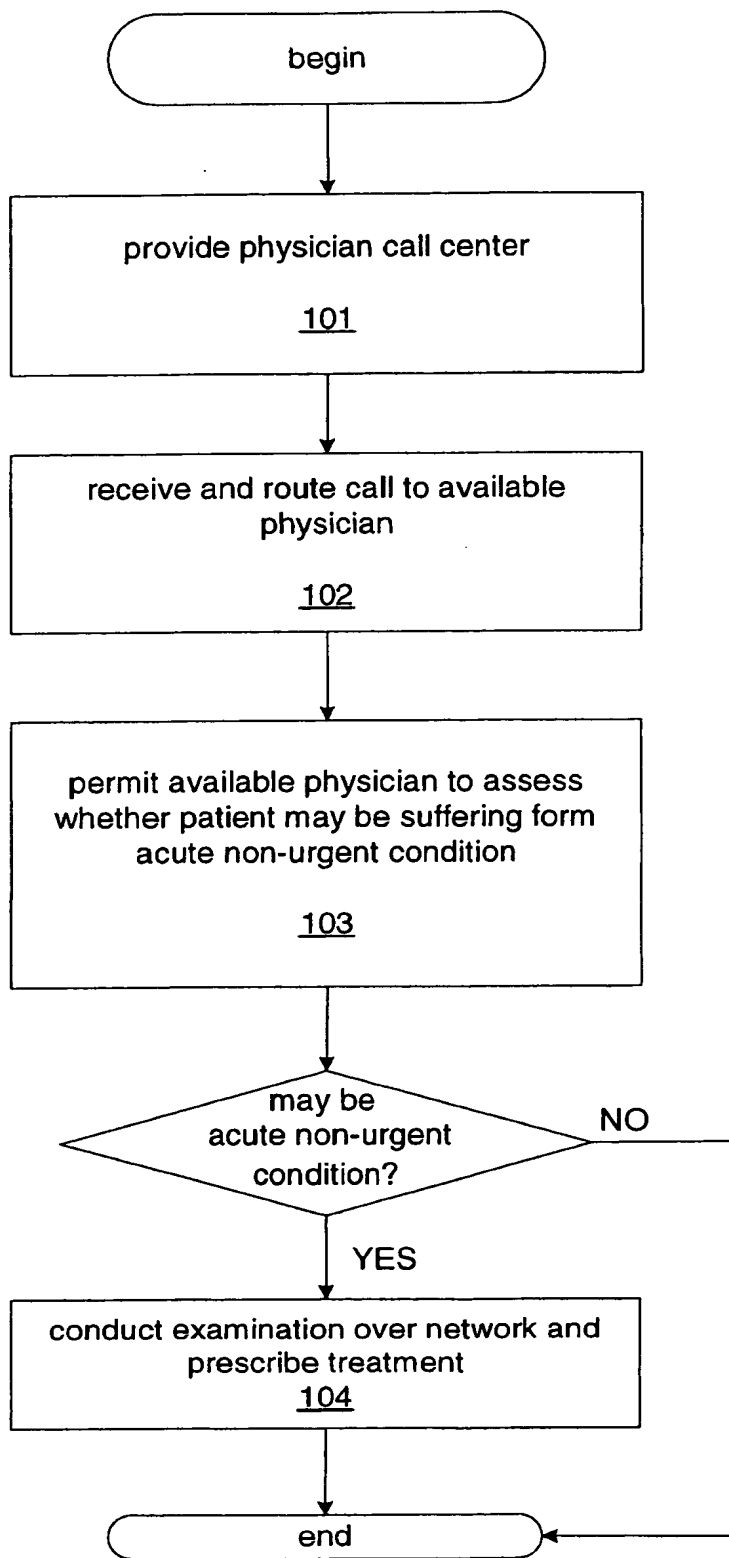 begin
provide physician call center
101
receive and route call to available
physician
102
permit available physician to assess
whether patient may be suffering form
acute non-urgent condition
103
may be
acute non-urgent
condition?
NO
YES
conduct examination over network and
prescribe treatment
104
end